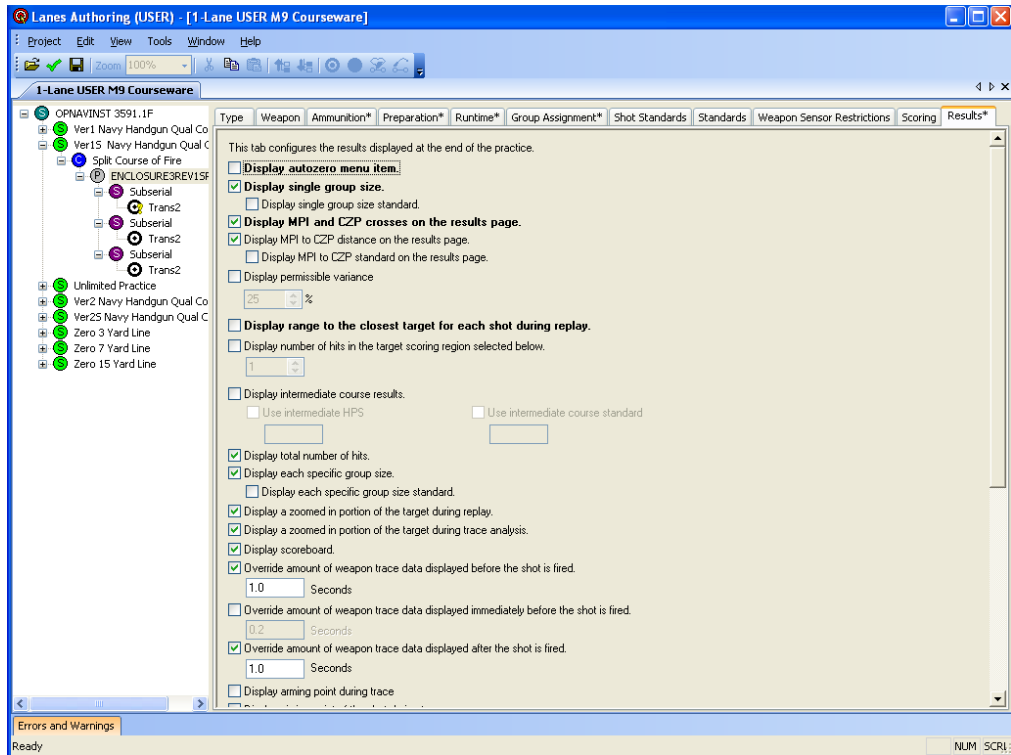 Lanes Authoring (USER) - [1-Lane USER M9 Courseware]
Project Edit View Tools Window Help
Zoom 100%
1-Lane USER M9 Courseware
OPNAVINST 3591.1F
Ver1 Navy Handgun Qual Co
Ver1S Navy Handgun Qual Co
Split Course of Fire
ENCLOSURE3REV1SF
Subserial
Trans2
Subserial
Trans2
Subserial
Trans2
Unlimited Practice
Ver2 Navy Handgun Qual Co
Ver2S Navy Handgun Qual C
Zero 3 Yard Line
Zero 7 Yard Line
Zero 15 Yard Line
Type Weapon Ammunition* Preparation* Runtime* Group Assignment* Shot Standards Standards Weapon Sensor Restrictions Scoring Results*
This tab configures the results displayed at the end of the practice.
Display autozero menu item.
Display single group size.
Display single group size standard.
Display MPI and CZP crosses on the results page.
Display MPI to CZP distance on the results page.
Display MPI to CZP standard on the results page.
Display permissible variance
25 %
Display range to the closest target for each shot during replay.
Display number of hits in the target scoring region selected below.
1
Display intermediate course results.
Use intermediate HPS Use intermediate course standard
Display total number of hits.
Display each specific group size.
Display each specific group size standard.
Display a zoomed in portion of the target during replay.
Display a zoomed in portion of the target during trace analysis.
Display scoreboard.
Override amount of weapon trace data displayed before the shot is fired.
1.0 Seconds
Override amount of weapon trace data displayed immediately before the shot is fired.
0.2 Seconds
Override amount of weapon trace data displayed after the shot is fired.
1.0 Seconds
Display arming point during trace
Errors and Warnings
Ready NUM SCRL